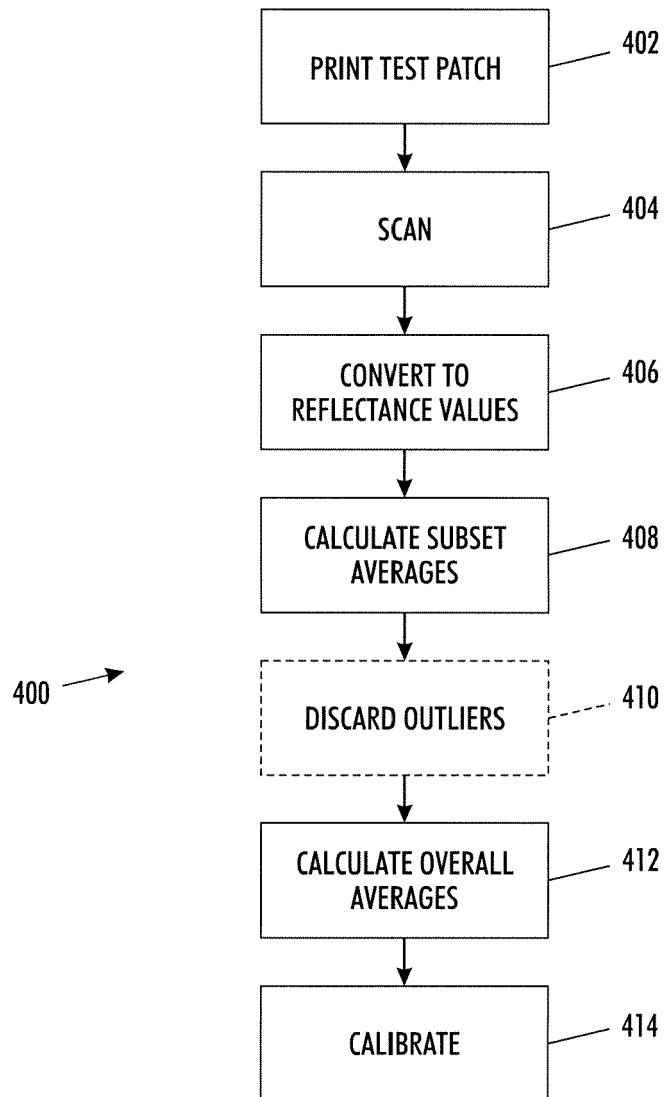 PRINT TEST PATCH
402
SCAN
404
CONVERT TO
REFLECTANCE VALUES
406
CALCULATE SUBSET
AVERAGES
408
400
DISCARD OUTLIERS
410
CALCULATE OVERALL
AVERAGES
412
CALIBRATE
414